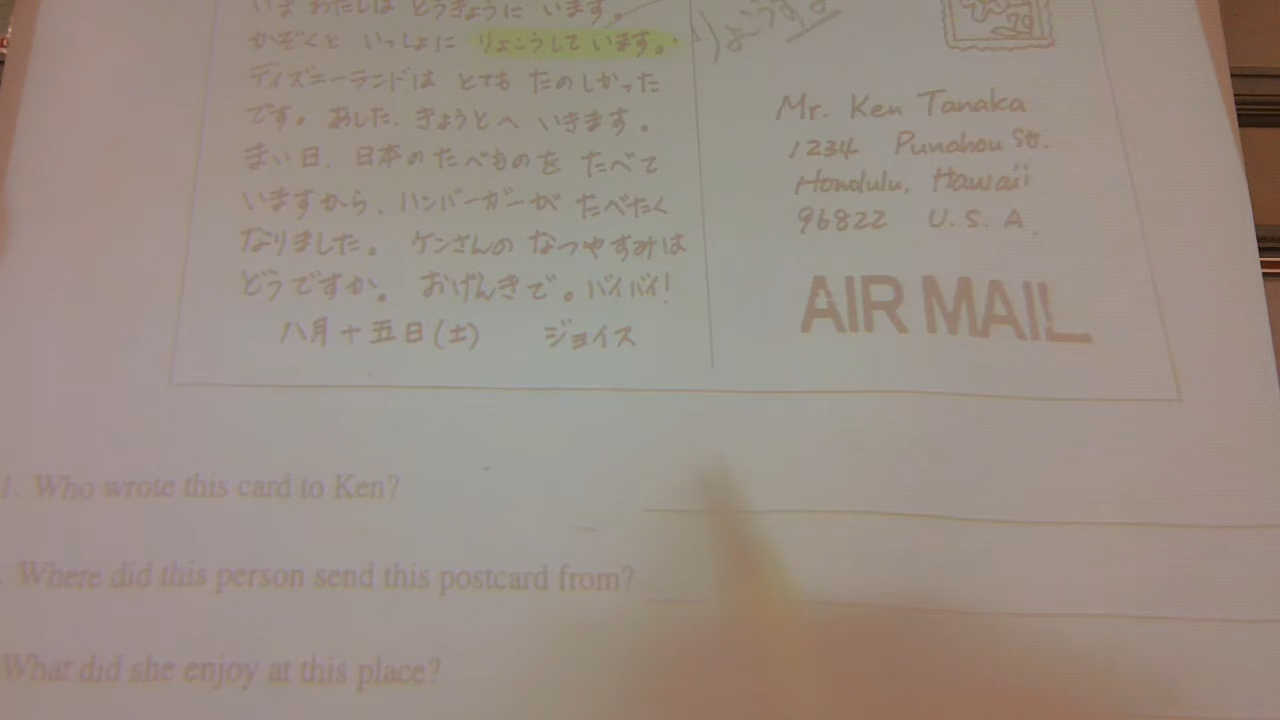 いま わたしは とうきょうに います。
かぞくと いっしょに りょこうして います。
ディズニーランドは とても たのしかった
です。あした、きょうとへ いきます。
まい日、日本のたべものを たべて
いますから、ハンバーガーが たべたく
なりました。 ケンさんの なつやすみは
どうですか。 おげんきで。バイバイ!
八月十五日(土) ジョイス
70
Mr. Ken Tanaka
1234 Punahou St.
Honolulu, Hawaii
96822 U.S.A.
AIR MAIL
1. Who wrote this card to Ken?
Where did this person send this postcard from?
What did she enjoy at this place?